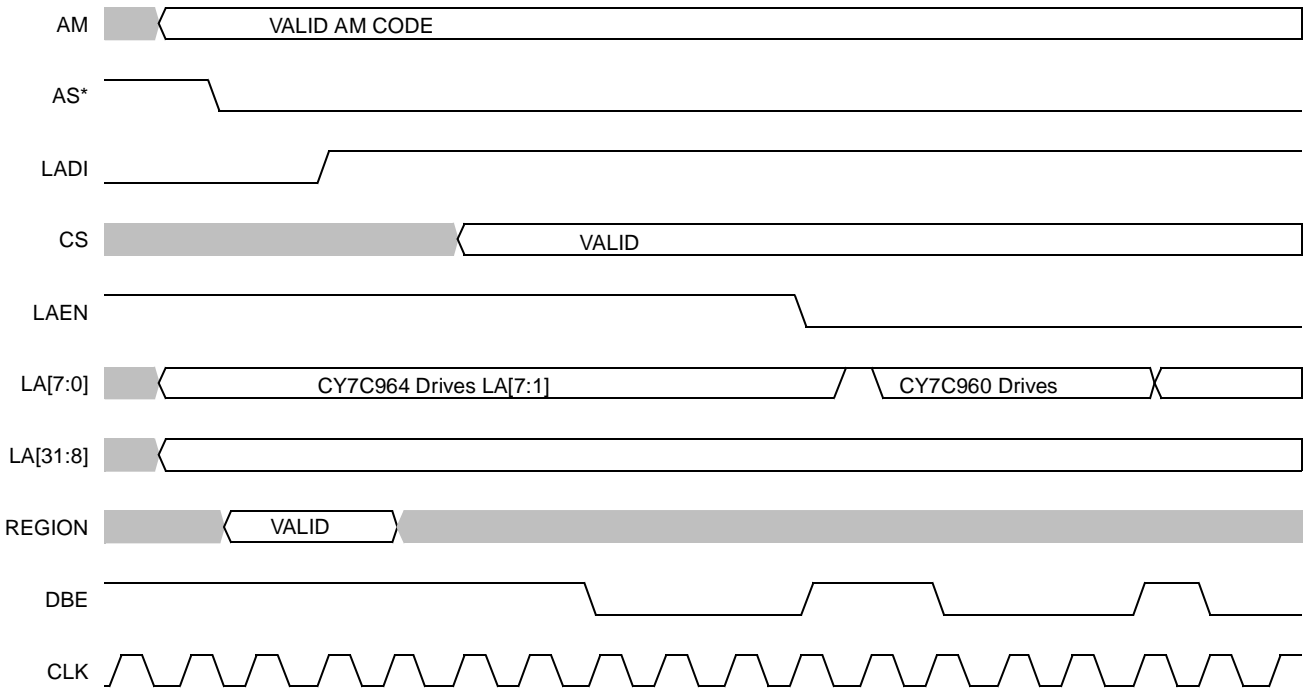 AM VALID AM CODE
AS*
LADI
CS VALID
LAEN
LA[7:0] CY7C964 Drives LA[7:1] CY7C960 Drives
LA[31:8]
REGION VALID
DBE
CLK